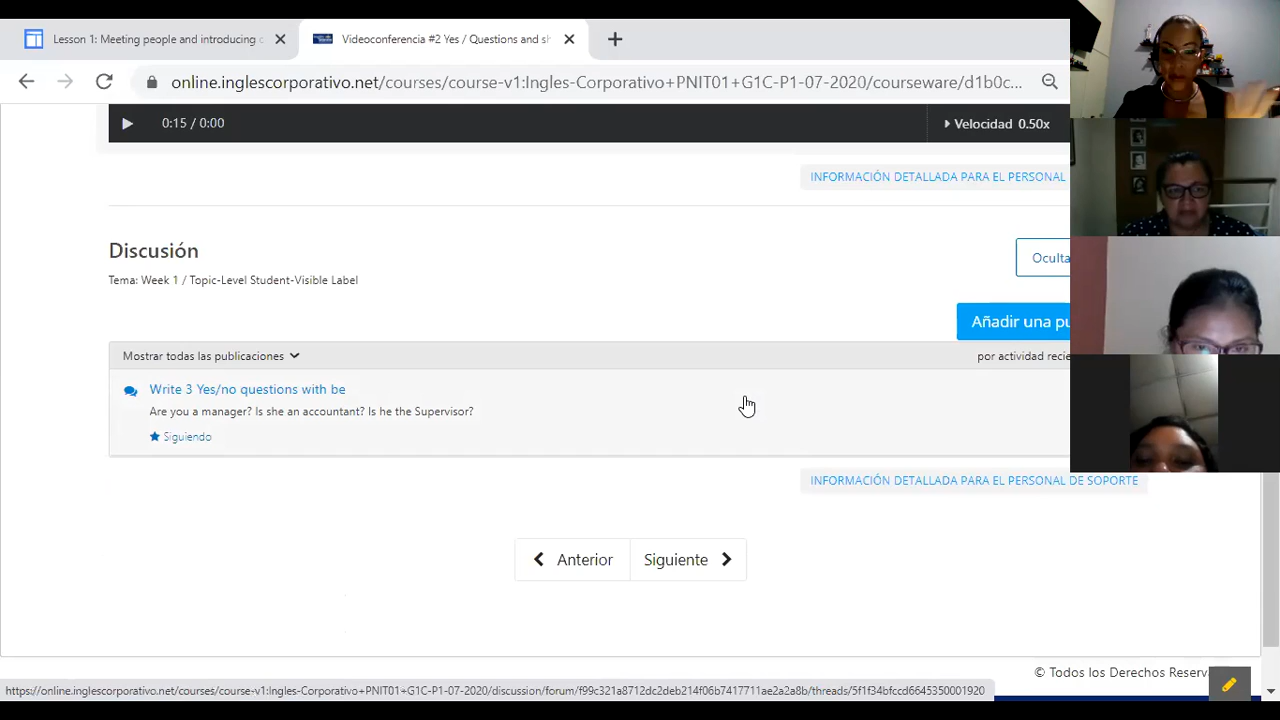 Lesson 1: Meeting people and introducing
Videoconferencia #2 Yes / Questions and sh
online.inglescorporativo.net/courses/course-v1:Ingles-Corporativo+PNIT01+G1C-P1-07-2020/courseware/d1b0c...
0:15 / 0:00
Velocidad 0.50x
INFORMACIÓN DETALLADA PARA EL PERSONAL
Discusión
Oculta
Tema: Week 1 / Topic-Level Student-Visible Label
Añadir una pu
Mostrar todas las publicaciones
por actividad recie
Write 3 Yes/no questions with be
Are you a manager? Is she an accountant? Is he the Supervisor?
Siguiendo
INFORMACIÓN DETALLADA PARA EL PERSONAL DE SOPORTE
Anterior
Siguiente
© Todos los Derechos Reserva
https://online.inglescorporativo.net/courses/course-v1:Ingles-Corporativo+PNIT01+G1C-P1-07-2020/discussion/forum/f99c321a8712dc2deb214f06b7417711ae2a2a8b/threads/5f1f34bfccd6645350001920